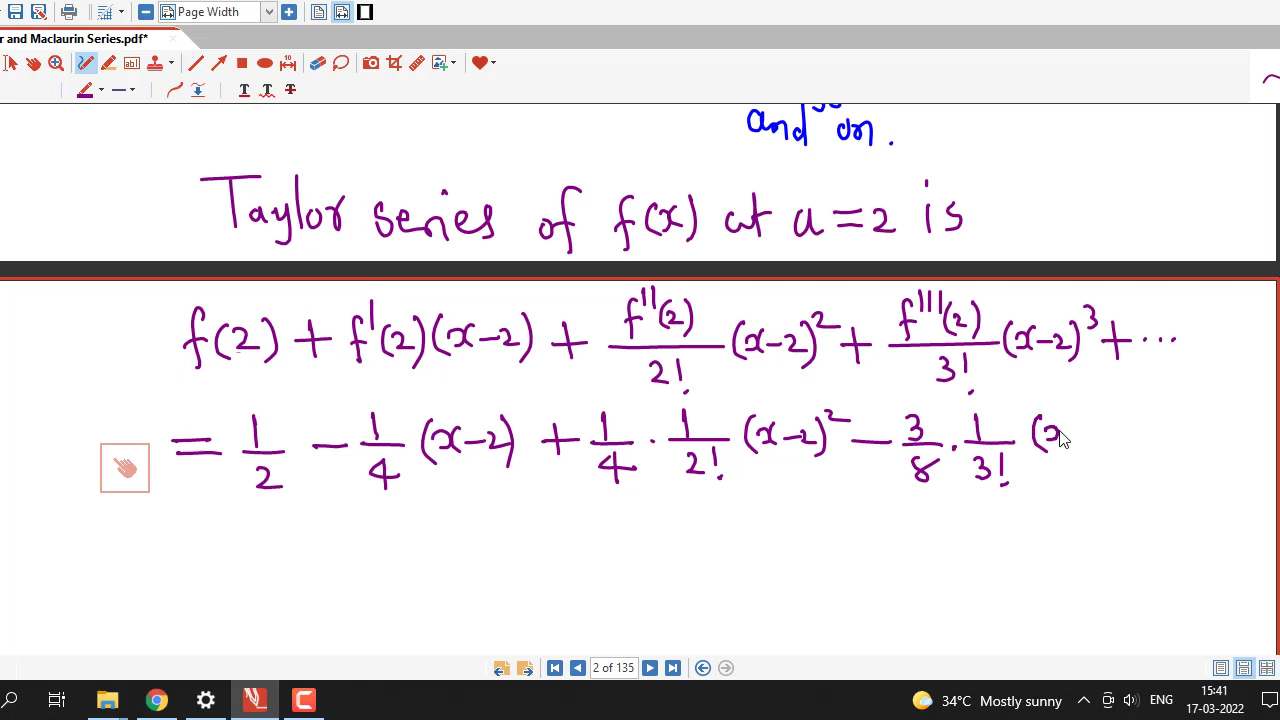 Page Width
r and Maclaurin Series.pdf*
and so on.
Taylor series of f(x) at a=2 is
f(2) + f'(2)(x-2) + f''(2)/2! (x-2)² + f'''(2)/3! (x-2)³ + ...
= 1/2 - 1/4 (x-2) + 1/4 · 1/2! (x-2)² - 3/8 · 1/3! (x
2 of 135
34°C Mostly sunny
ENG
15:41
17-03-2022